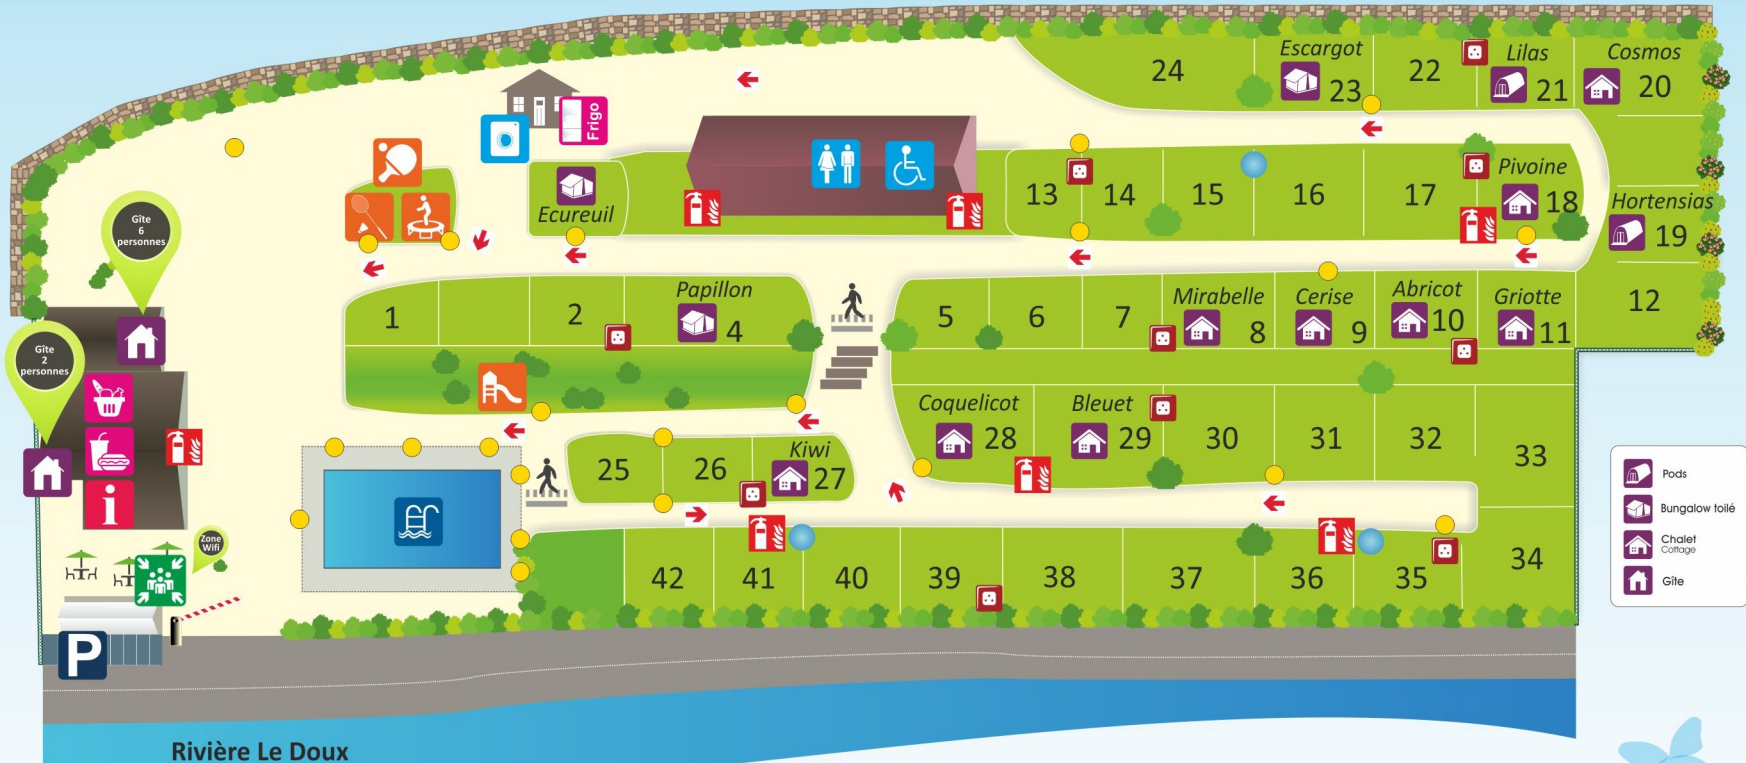 24
Escargot
23
22
Lilas
21
Cosmos
20
Frigo
Ecureuil
13
14
15
16
17
Pivoine
18
Hortensias
19
Gîte
6
personnes
Gîte
2
personnes
1
2
Papillon
4
5
6
7
Mirabelle
8
Cerise
9
Abricot
10
Griotte
11
12
Coquelicot
28
Bleuet
29
30
31
32
33
25
26
Kiwi
27
i
Zone
Wifi
42
41
40
39
38
37
36
35
34
P
Rivière Le Doux
Pods
Bungalow toilé
Chalet
Cottage
Gîte